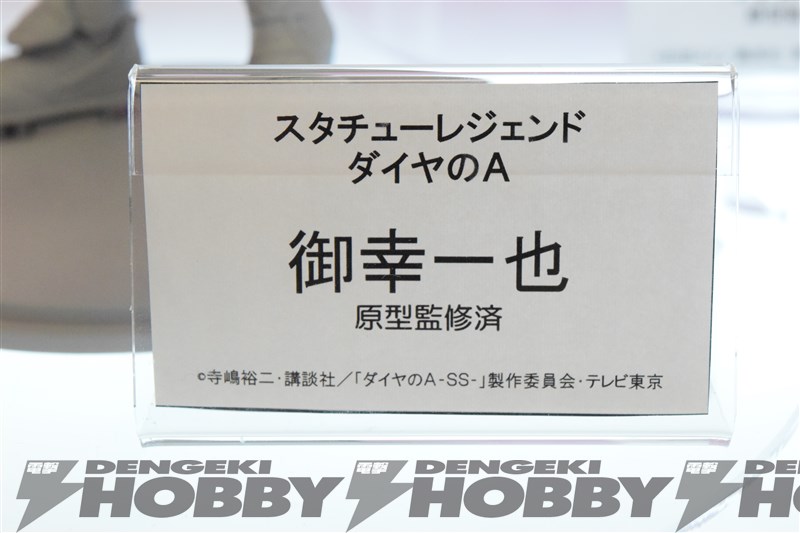 スタチューレジェンド
ダイヤのA
御幸一也
原型監修済
©寺嶋裕二・講談社／「ダイヤのA-SS-」製作委員会・テレビ東京
電撃 DENGEKI HOBBY 電撃 DENGEKI HOBBY 電撃 DEN HO